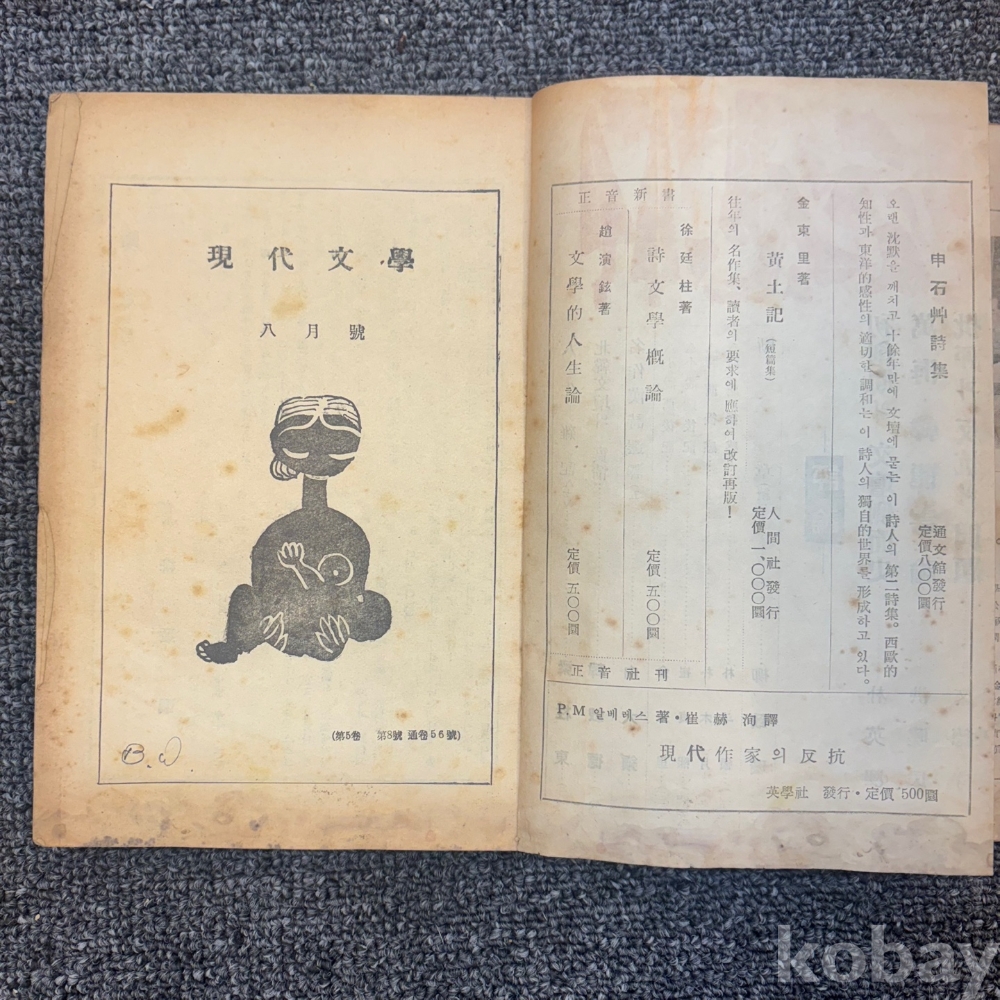 現代文學
八月號
(第5卷 第8號 通卷56號)
B.W.
申石艸詩集
通文館發行
定價八〇〇圜
오랜 沈默을 깨치고 十餘年만에 文壇에 묻는 이 詩人의 第二詩集。西歐的
知性과 東洋的感性의 適切한 調和는 이 詩人의 獨自的世界를 形成하고 있다。
金東里著
黃土記 (短篇集)
人間社發行
定價一、〇〇〇圜
往年의 名作集、讀者의 要求에 應하여 改訂再版!
正音新書
徐廷柱著
詩文學槪論
定價 五〇〇圜
趙演鉉著
文學的人生論
定價 五〇〇圜
正音社刊
P.M 알베레스 著・崔赫洵譯
現代作家의反抗
英學社 發行・定價 500圜
kobay